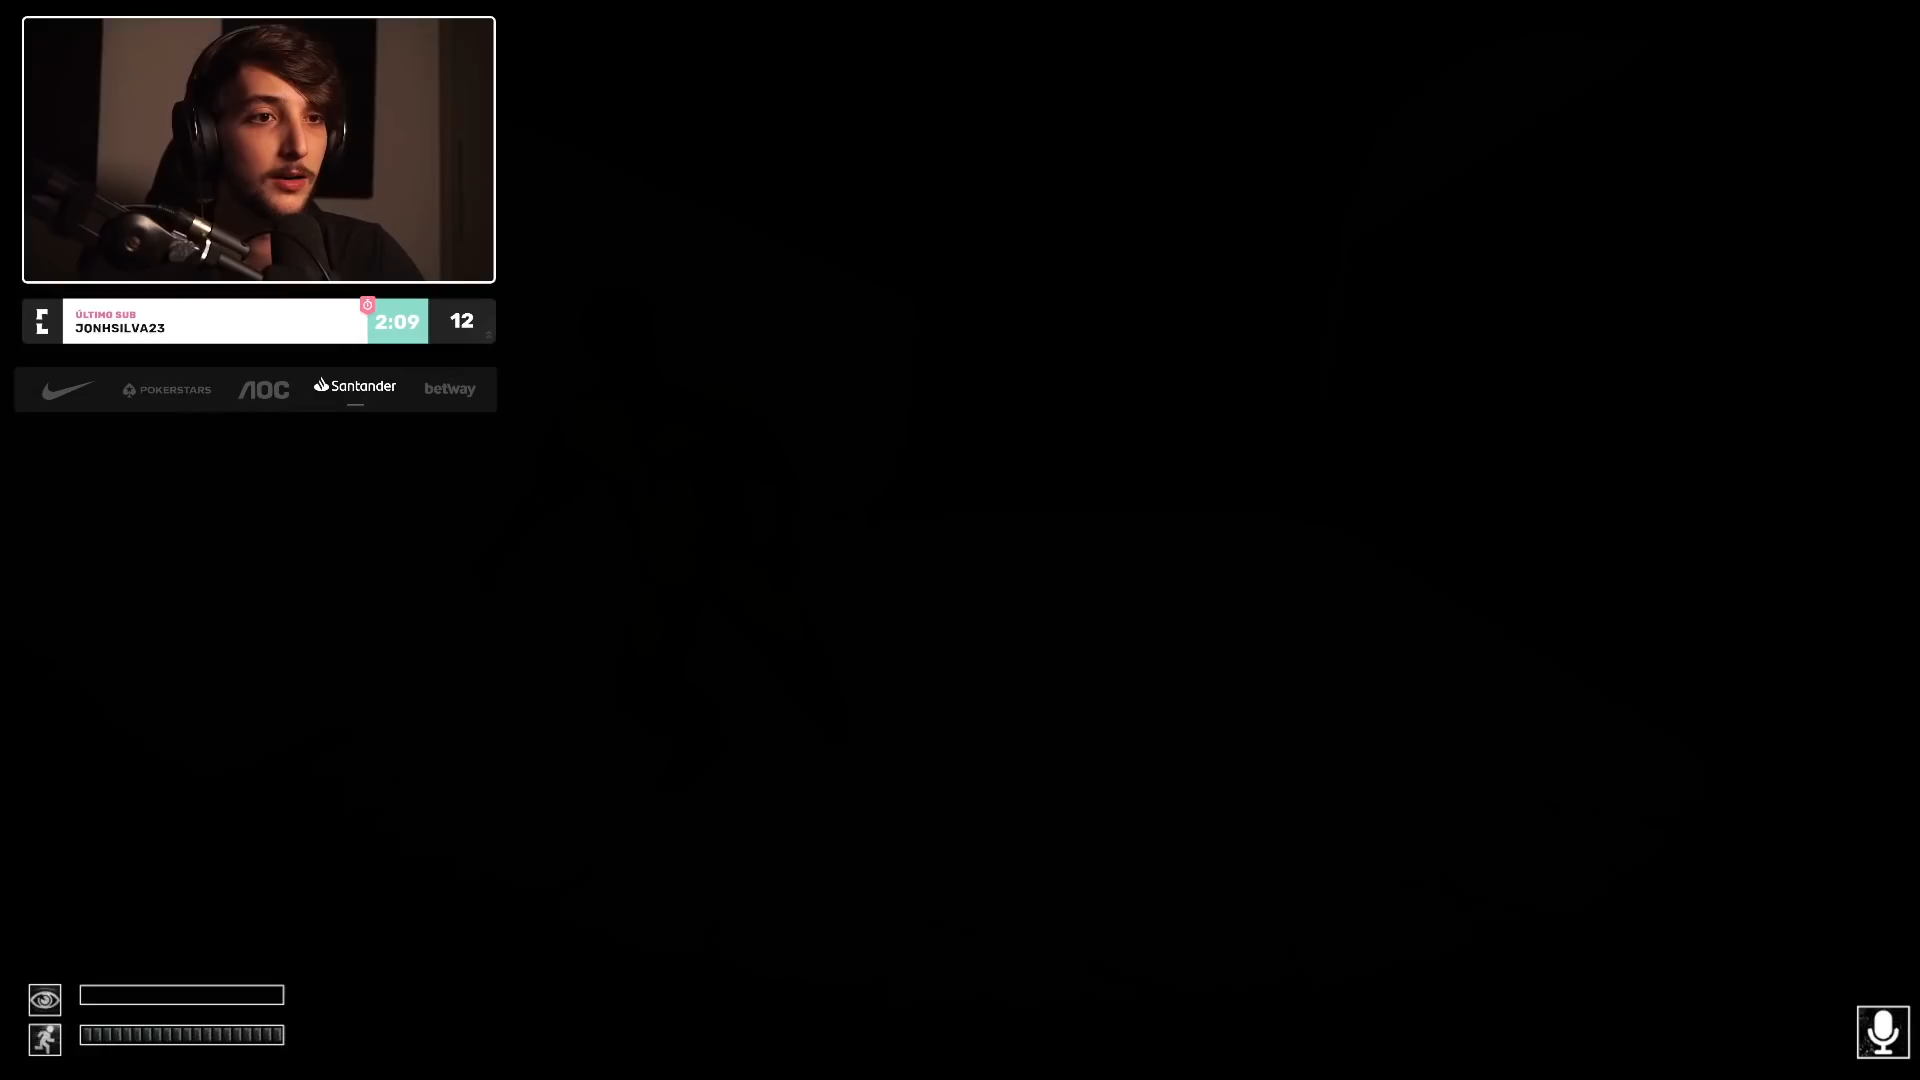 ÚLTIMO SUB
JONHSILVA23
2:09
12
POKERSTARS
AOC
Santander
betway